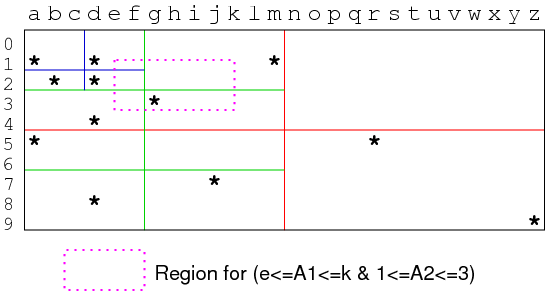 a b c d e f g h i j k l m n o p q r s t u v w x y z
0
1 * * *
2 * *
3 *
4 *
5 * *
6
7 *
8 *
9 *
Region for (e<=A1<=k & 1<=A2<=3)